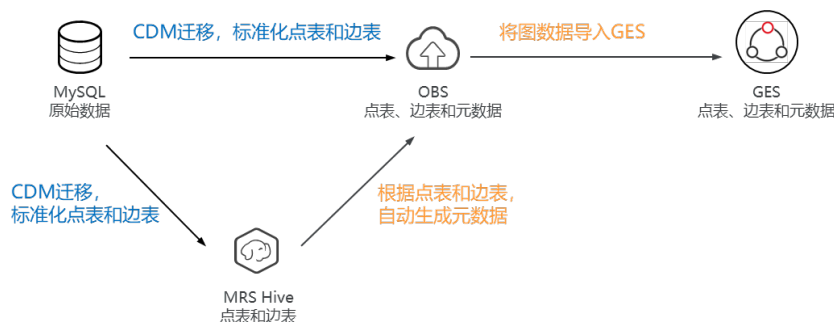 CDM迁移，标准化点表和边表
将图数据导入GES
MySQL
原始数据
OBS
点表、边表和元数据
GES
点表、边表和元数据
CDM迁移，
标准化点表和边表
根据点表和边表，
自动生成元数据
MRS Hive
点表和边表